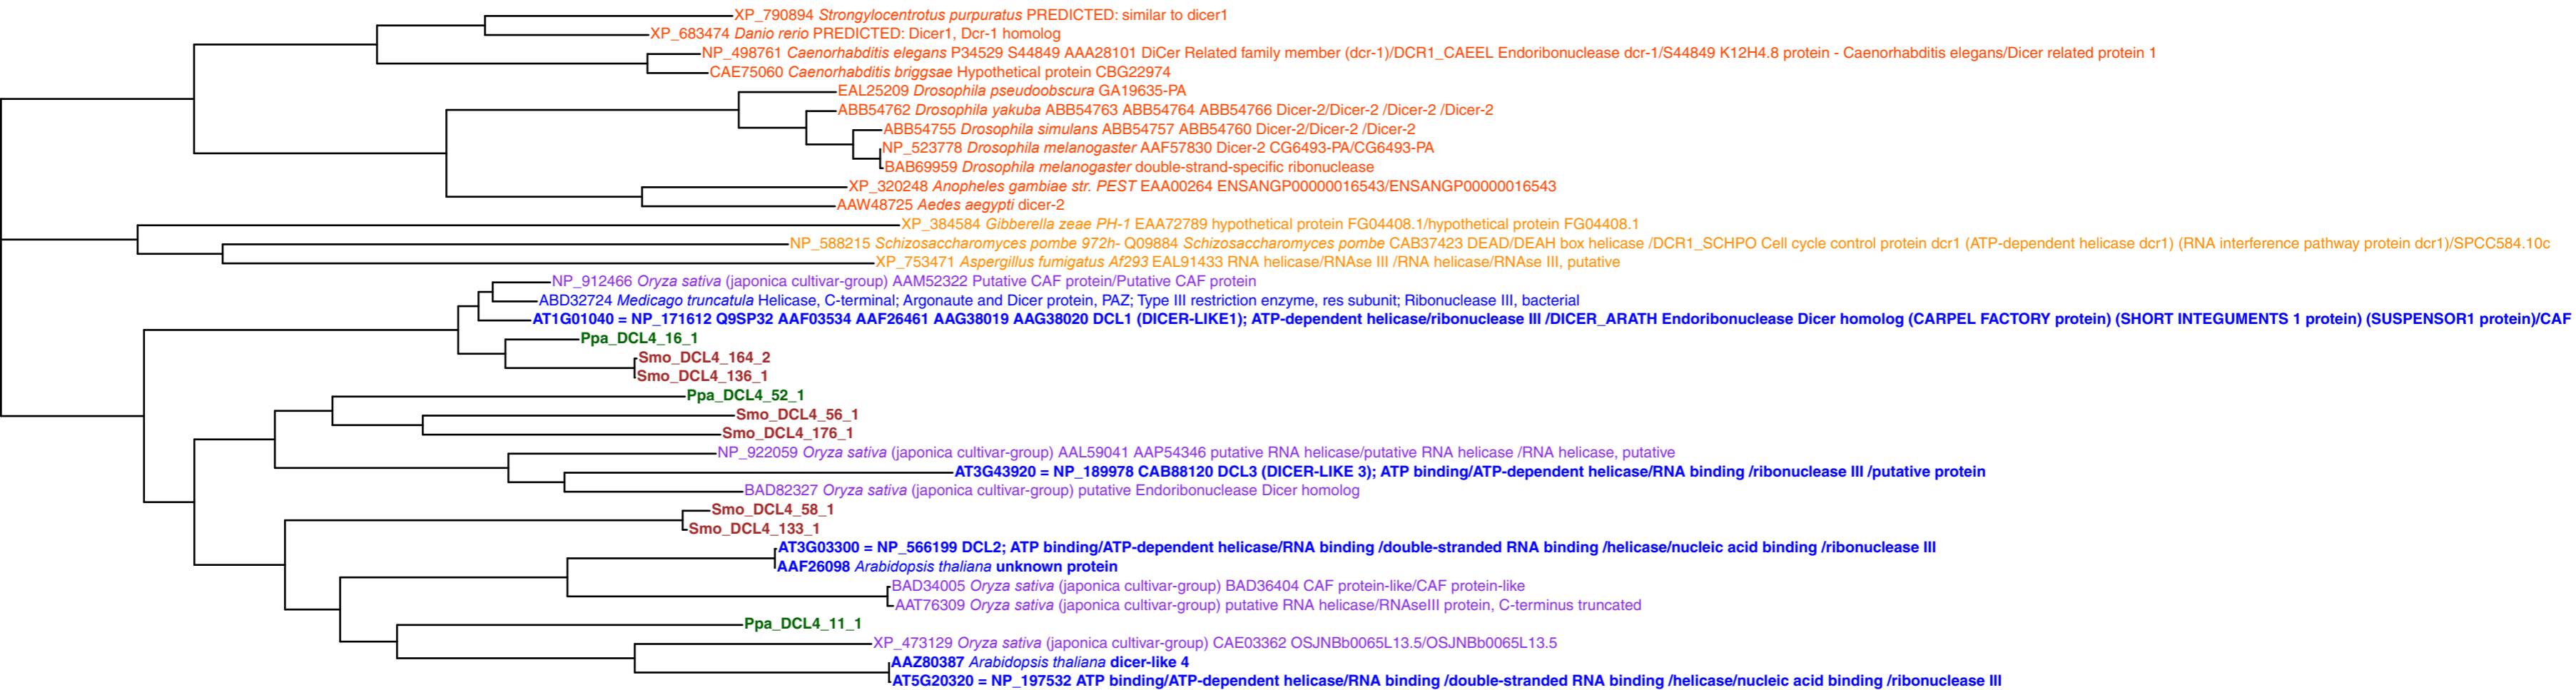 XP_790894 Strongylocentrotus purpuratus PREDICTED: similar to dicer1
XP_683474 Danio rerio PREDICTED: Dicer1, Dcr-1 homolog
NP_498761 Caenorhabditis elegans P34529 S44849 AAA28101 DiCer Related family member (dcr-1)/DCR1_CAEEL Endoribonuclease dcr-1/S44849 K12H4.8 protein - Caenorhabditis elegans/Dicer related protein 1
CAE75060 Caenorhabditis briggsae Hypothetical protein CBG22974
EAL25209 Drosophila pseudoobscura GA19635-PA
ABB54762 Drosophila yakuba ABB54763 ABB54764 ABB54766 Dicer-2/Dicer-2 /Dicer-2 /Dicer-2
ABB54755 Drosophila simulans ABB54757 ABB54760 Dicer-2/Dicer-2 /Dicer-2
NP_523778 Drosophila melanogaster AAF57830 Dicer-2 CG6493-PA/CG6493-PA
BAB69959 Drosophila melanogaster double-strand-specific ribonuclease
XP_320248 Anopheles gambiae str. PEST EAA00264 ENSANGP00000016543/ENSANGP00000016543
AAW48725 Aedes aegypti dicer-2
XP_384584 Gibberella zeae PH-1 EAA72789 hypothetical protein FG04408.1/hypothetical protein FG04408.1
NP_588215 Schizosaccharomyces pombe 972h- Q09884 Schizosaccharomyces pombe CAB37423 DEAD/DEAH box helicase /DCR1_SCHPO Cell cycle control protein dcr1 (ATP-dependent helicase dcr1) (RNA interference pathway protein dcr1)/SPCC584.10c
XP_753471 Aspergillus fumigatus Af293 EAL91433 RNA helicase/RNAse III /RNA helicase/RNAse III, putative
NP_912466 Oryza sativa (japonica cultivar-group) AAM52322 Putative CAF protein/Putative CAF protein
ABD32724 Medicago truncatula Helicase, C-terminal; Argonaute and Dicer protein, PAZ; Type III restriction enzyme, res subunit; Ribonuclease III, bacterial
AT1G01040 = NP_171612 Q9SP32 AAF03534 AAF26461 AAG38019 AAG38020 DCL1 (DICER-LIKE1); ATP-dependent helicase/ribonuclease III /DICER_ARATH Endoribonuclease Dicer homolog (CARPEL FACTORY protein) (SHORT INTEGUMENTS 1 protein) (SUSPENSOR1 protein)/CAF
Ppa_DCL4_16_1
Smo_DCL4_164_2
Smo_DCL4_136_1
Ppa_DCL4_52_1
Smo_DCL4_56_1
Smo_DCL4_176_1
NP_922059 Oryza sativa (japonica cultivar-group) AAL59041 AAP54346 putative RNA helicase/putative RNA helicase /RNA helicase, putative
AT3G43920 = NP_189978 CAB88120 DCL3 (DICER-LIKE 3); ATP binding/ATP-dependent helicase/RNA binding /ribonuclease III /putative protein
BAD82327 Oryza sativa (japonica cultivar-group) putative Endoribonuclease Dicer homolog
Smo_DCL4_58_1
Smo_DCL4_133_1
AT3G03300 = NP_566199 DCL2; ATP binding/ATP-dependent helicase/RNA binding /double-stranded RNA binding /helicase/nucleic acid binding /ribonuclease III
AAF26098 Arabidopsis thaliana unknown protein
BAD34005 Oryza sativa (japonica cultivar-group) BAD36404 CAF protein-like/CAF protein-like
AAT76309 Oryza sativa (japonica cultivar-group) putative RNA helicase/RNAseIII protein, C-terminus truncated
Ppa_DCL4_11_1
XP_473129 Oryza sativa (japonica cultivar-group) CAE03362 OSJNBb0065L13.5/OSJNBb0065L13.5
AAZ80387 Arabidopsis thaliana dicer-like 4
AT5G20320 = NP_197532 ATP binding/ATP-dependent helicase/RNA binding /double-stranded RNA binding /helicase/nucleic acid binding /ribonuclease III